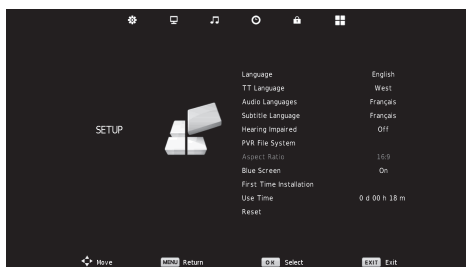 SETUP
Language English
TT Language West
Audio Languages Français
Subtitle Language Français
Hearing Impaired Off
PVR File System
Aspect Ratio 16:9
Blue Screen On
First Time Installation
Use Time 0 d 00 h 18 m
Reset
Move MENU Return OK Select EXIT Exit